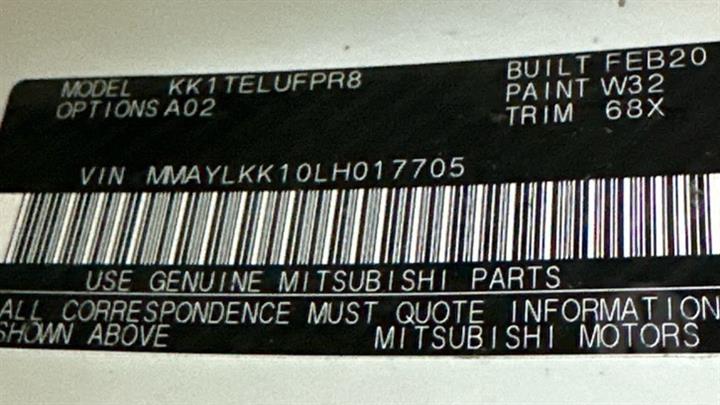 MODEL KK1TELUFPR8 BUILT FEB20
OPTIONS A02 PAINT W32
TRIM 68X
VIN MMAYLKK10LH017705
USE GENUINE MITSUBISHI PARTS
ALL CORRESPONDENCE MUST QUOTE INFORMATION
SHOWN ABOVE MITSUBISHI MOTORS